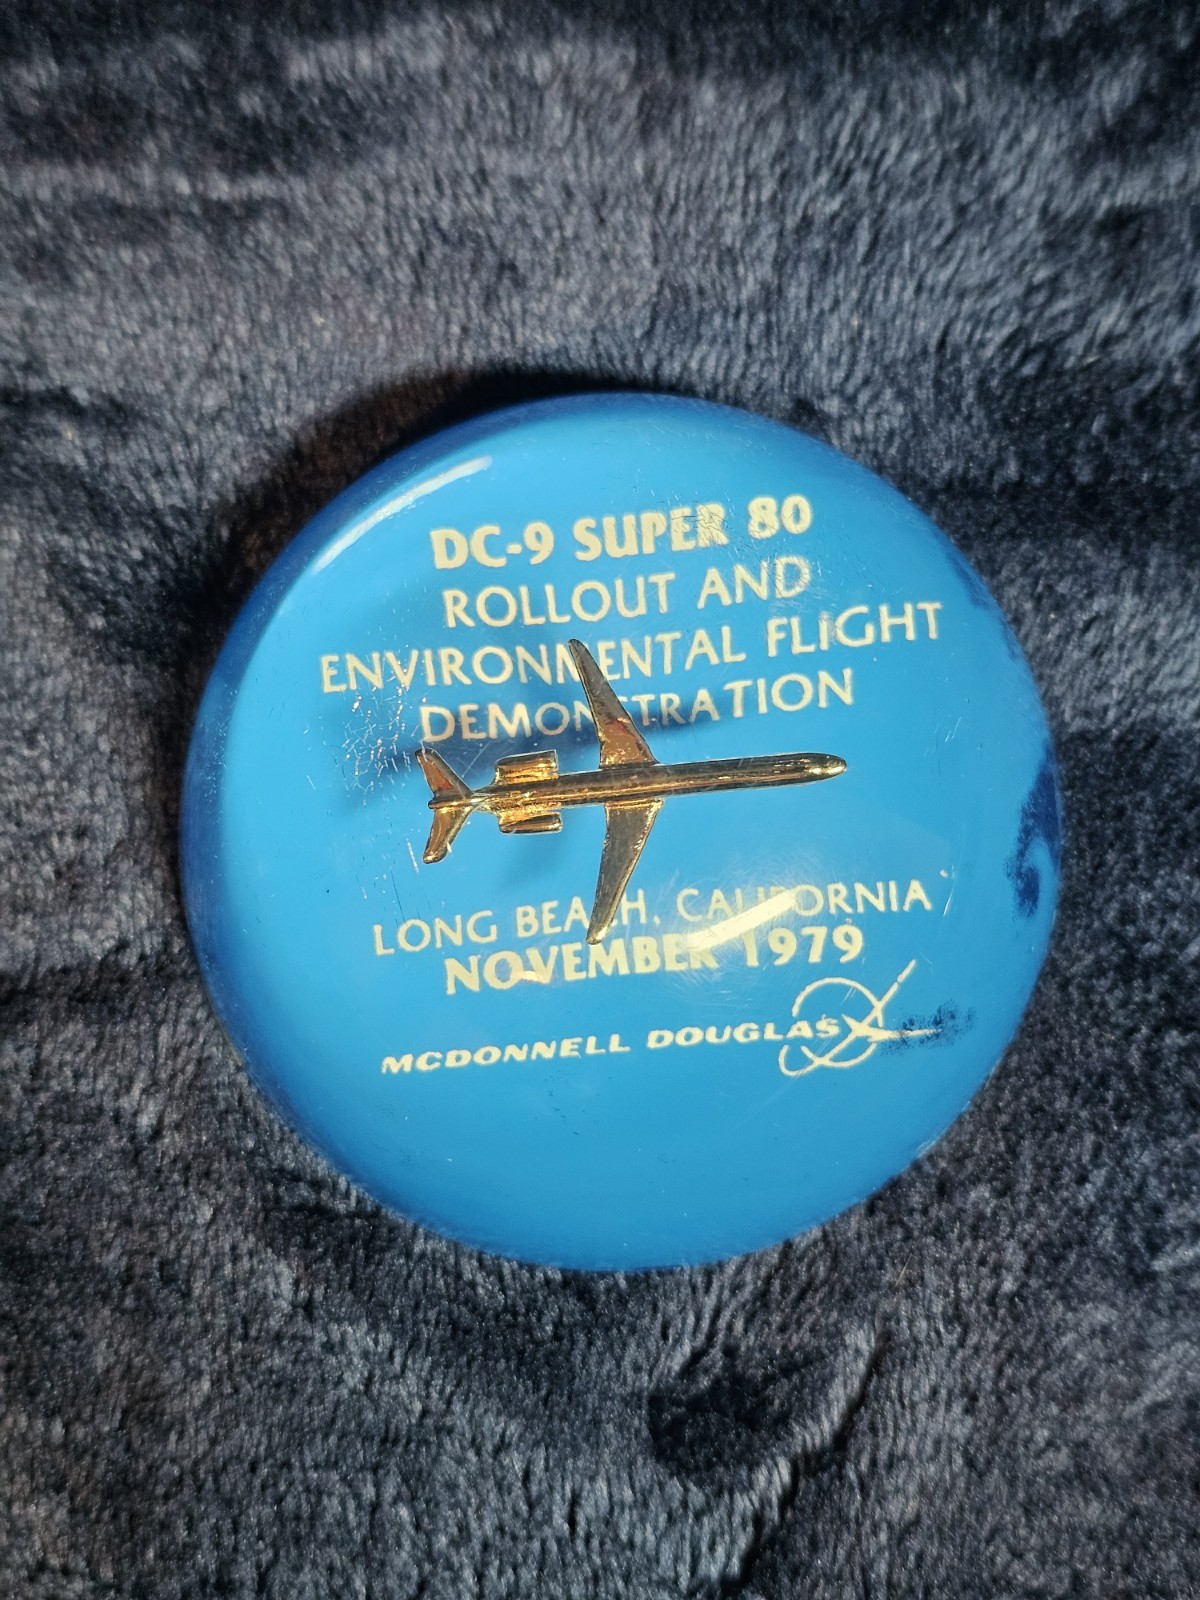 DC-9 SUPER 80
ROLLOUT AND
ENVIRONMENTAL FLIGHT
DEMONSTRATION
LONG BEACH, CALIFORNIA
NOVEMBER 1979
MCDONNELL DOUGLAS